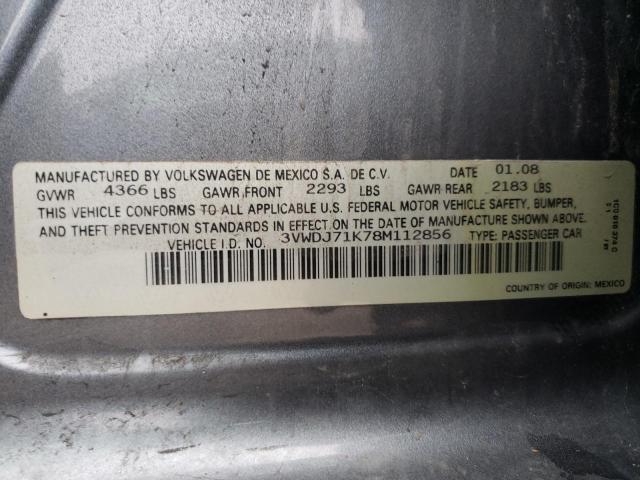 MANUFACTURED BY VOLKSWAGEN DE MEXICO S.A. DE C.V. DATE 01.08
GVWR 4366 LBS GAWR FRONT 2293 LBS GAWR REAR 2183 LBS
THIS VEHICLE CONFORMS TO ALL APPLICABLE U.S. FEDERAL MOTOR VEHICLE SAFETY, BUMPER,
AND THEFT PREVENTION STANDARDS IN EFFECT ON THE DATE OF MANUFACTURE SHOWN ABOVE.
VEHICLE I.D. NO. 3VWDJ71K78M112856 TYPE: PASSENGER CAR
COUNTRY OF ORIGIN: MEXICO